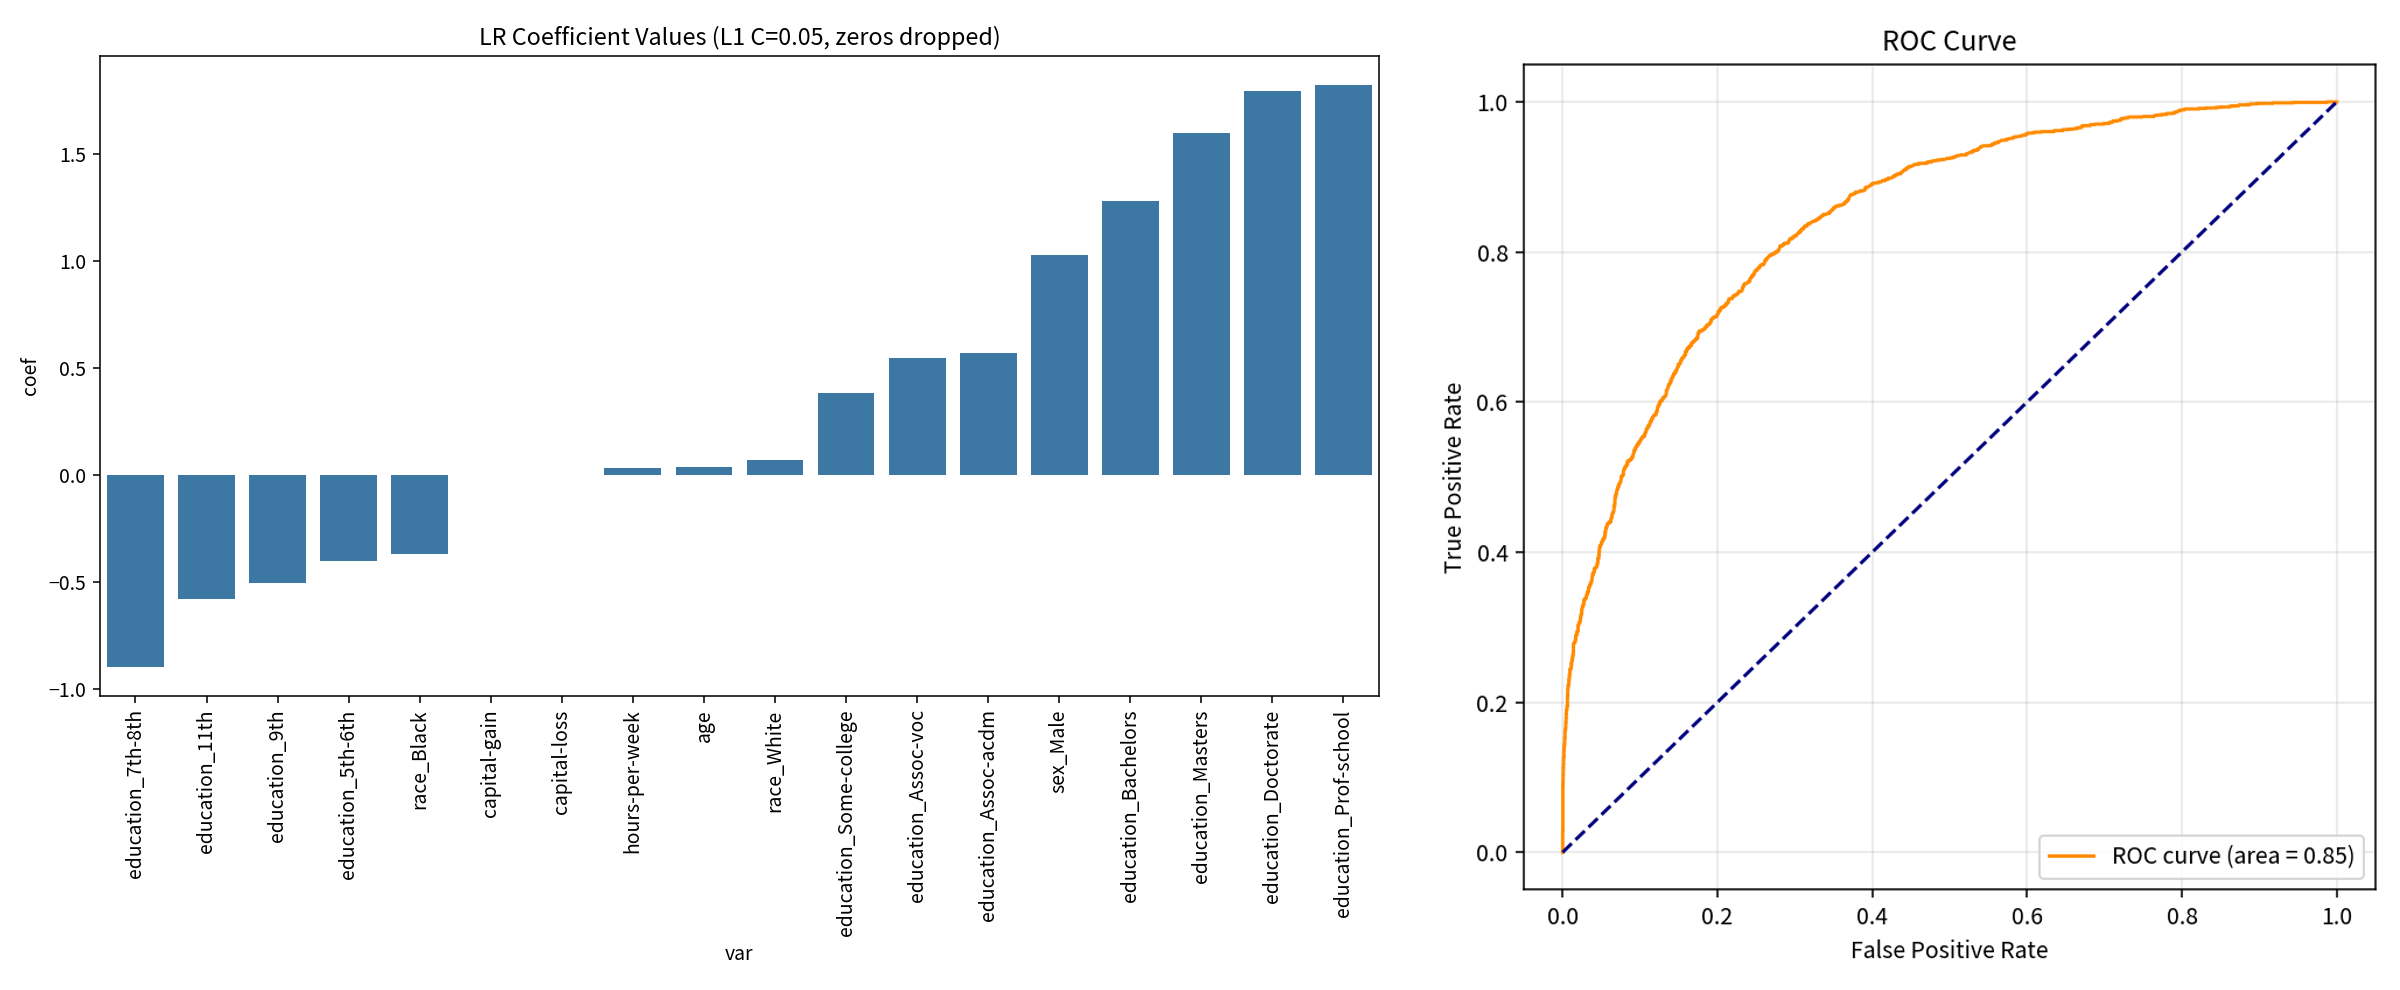 LR Coefficient Values (L1 C=0.05, zeros dropped)
coef
1.5
1.0
0.5
0.0
−0.5
−1.0
education_7th-8th
education_11th
education_9th
education_5th-6th
race_Black
capital-gain
capital-loss
hours-per-week
age
race_White
education_Some-college
education_Assoc-voc
education_Assoc-acdm
sex_Male
education_Bachelors
education_Masters
education_Doctorate
education_Prof-school
var
ROC Curve
True Positive Rate
1.0
0.8
0.6
0.4
0.2
0.0
ROC curve (area = 0.85)
0.0
0.2
0.4
0.6
0.8
1.0
False Positive Rate